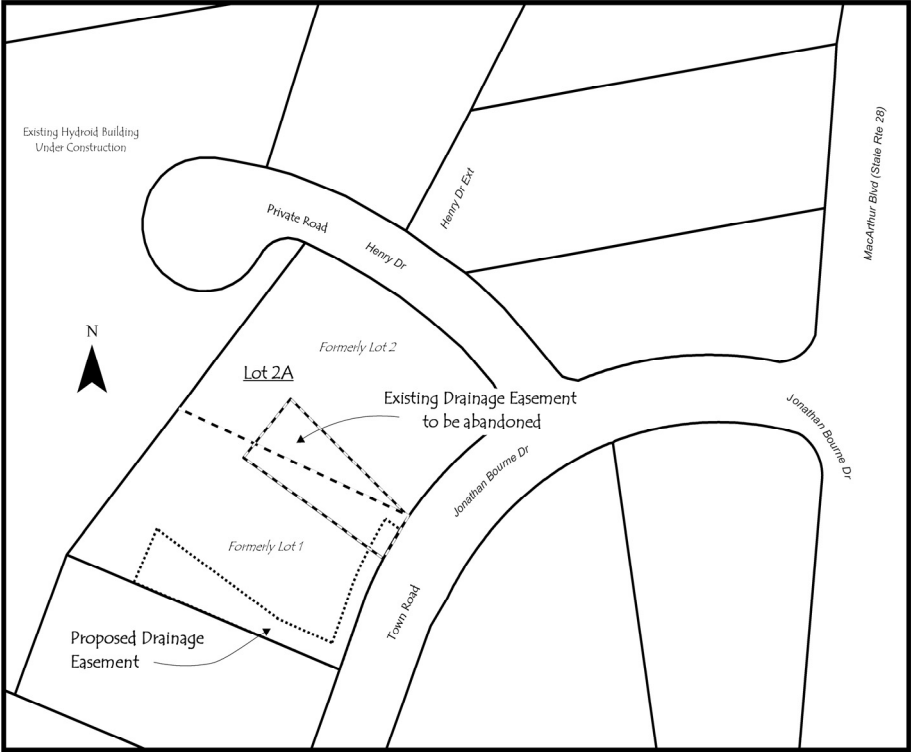 Existing Hydroid Building
Under Construction
MacArthur Blvd (State Rte 28)
Henry Dr Ext
Private Road
Henry Dr
N
Formerly Lot 2
Lot 2A
Existing Drainage Easement
to be abandoned
Jonathan Bourne Dr
Jonathan Bourne Dr
Formerly Lot 1
Town Road
Proposed Drainage
Easement